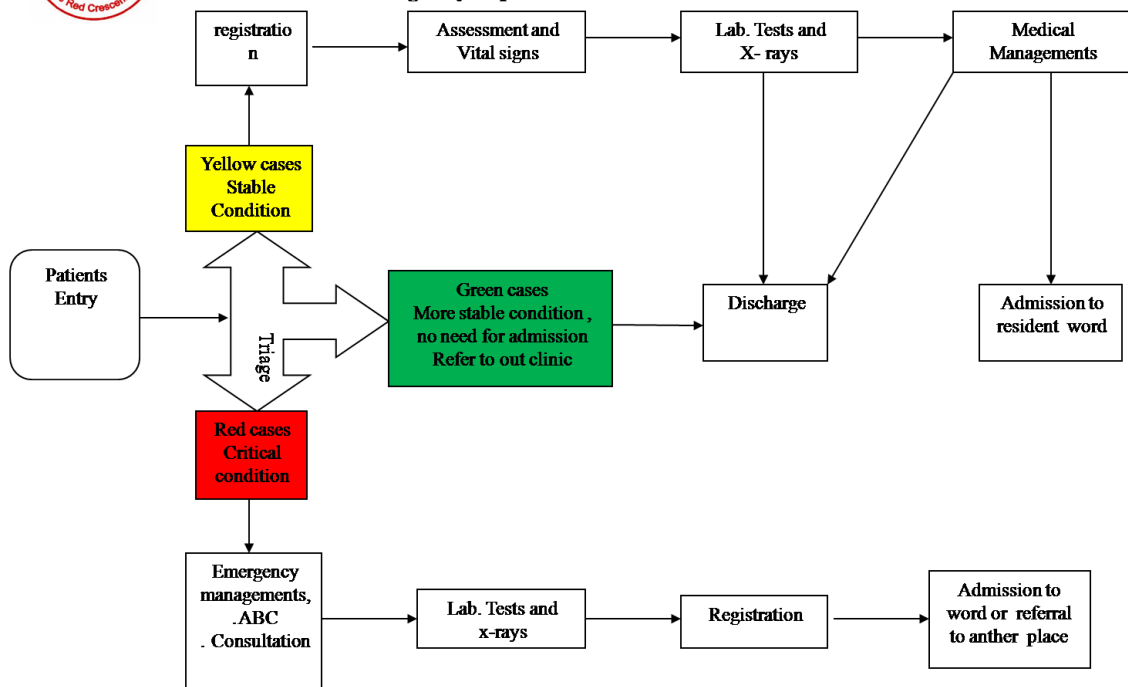 Red Crescent
registratio
n
Assessment and
Vital signs
Lab. Tests and
X- rays
Medical
Managements
Yellow cases
Stable
Condition
Patients
Entry
Triage
Green cases
More stable condition ,
no need for admission
Refer to out clinic
Discharge
Admission to
resident word
Red cases
Critical
condition
Emergency
managements,
.ABC
. Consultation
Lab. Tests and
x-rays
Registration
Admission to
word or referral
to anther place